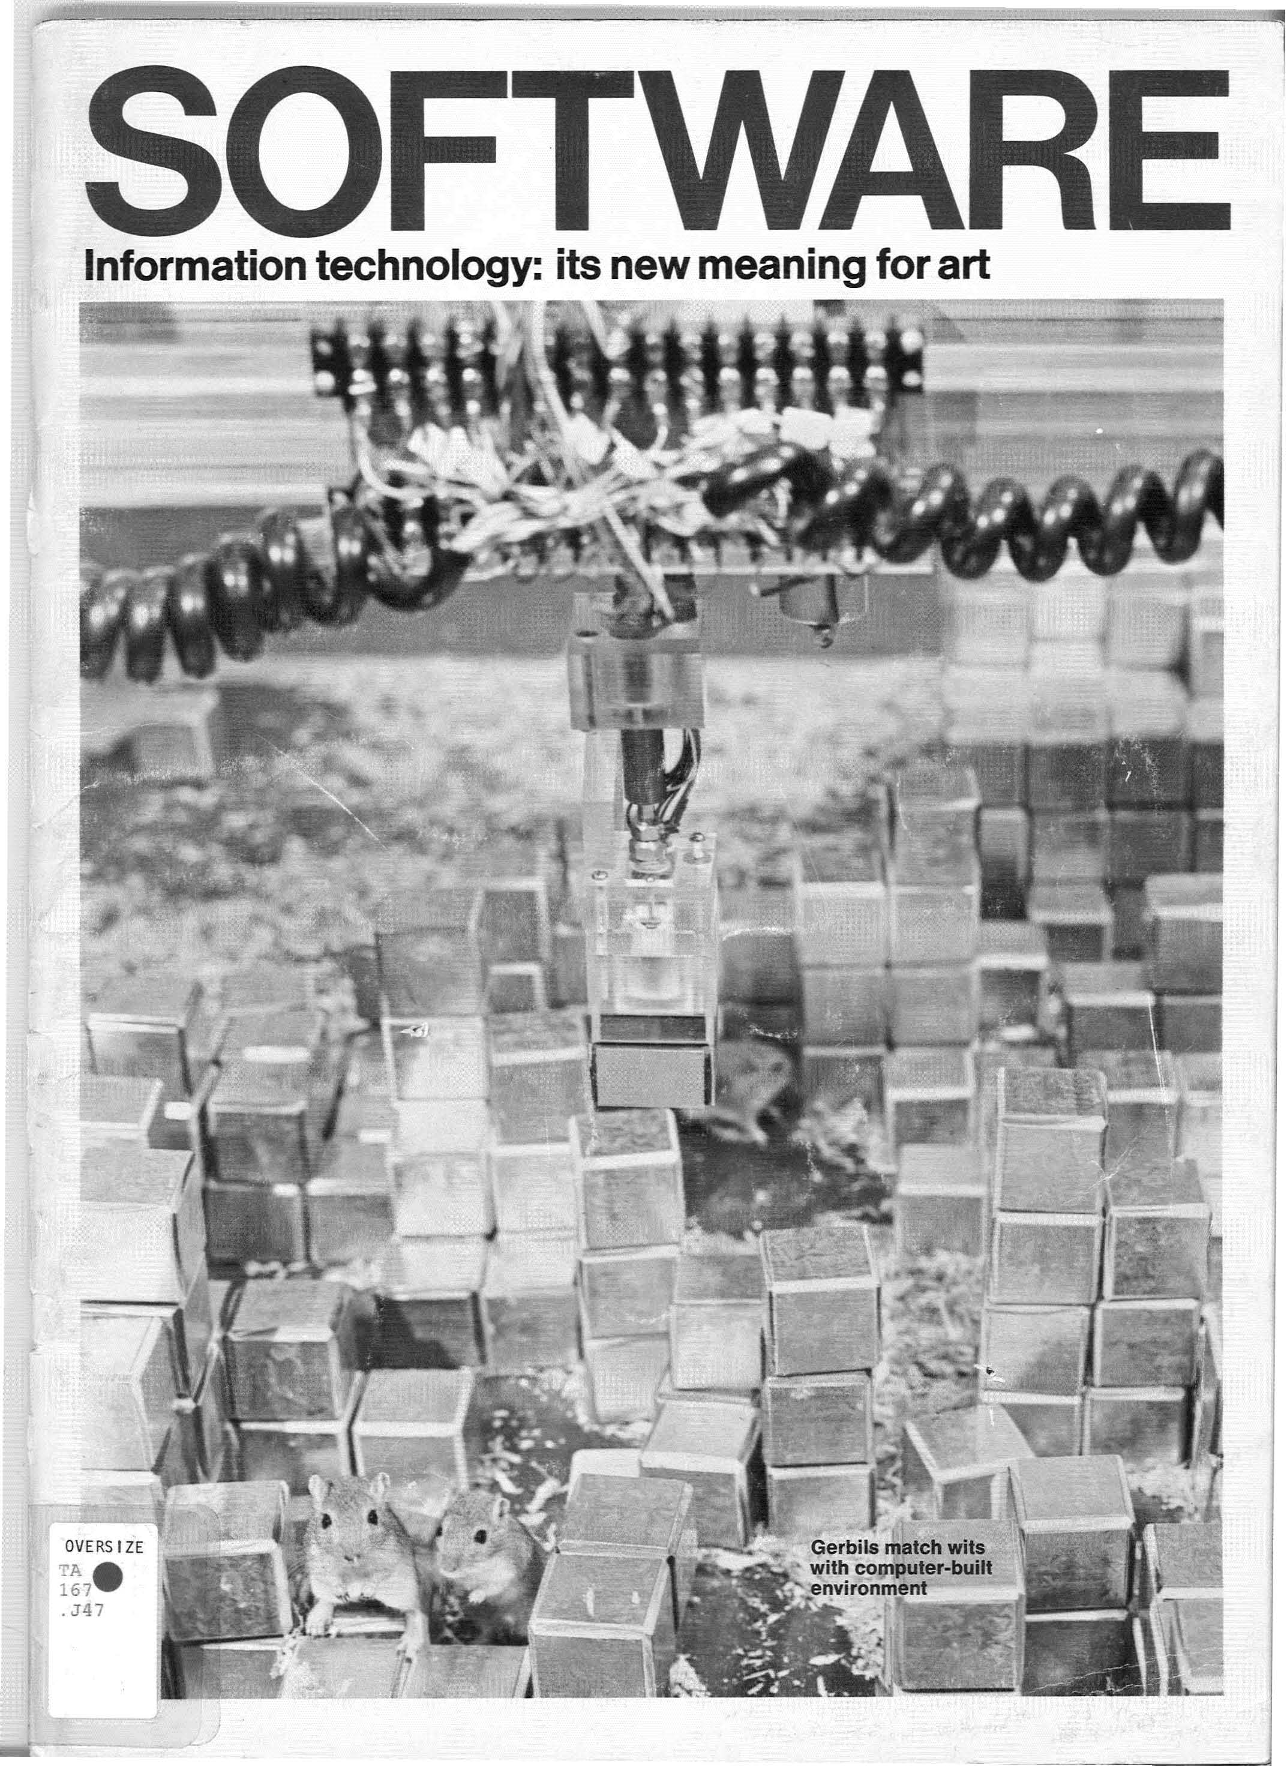 SOFTWARE
Information technology: its new meaning for art
Gerbils match wits
with computer-built
environment
OVERSIZE
TA
167
.J47